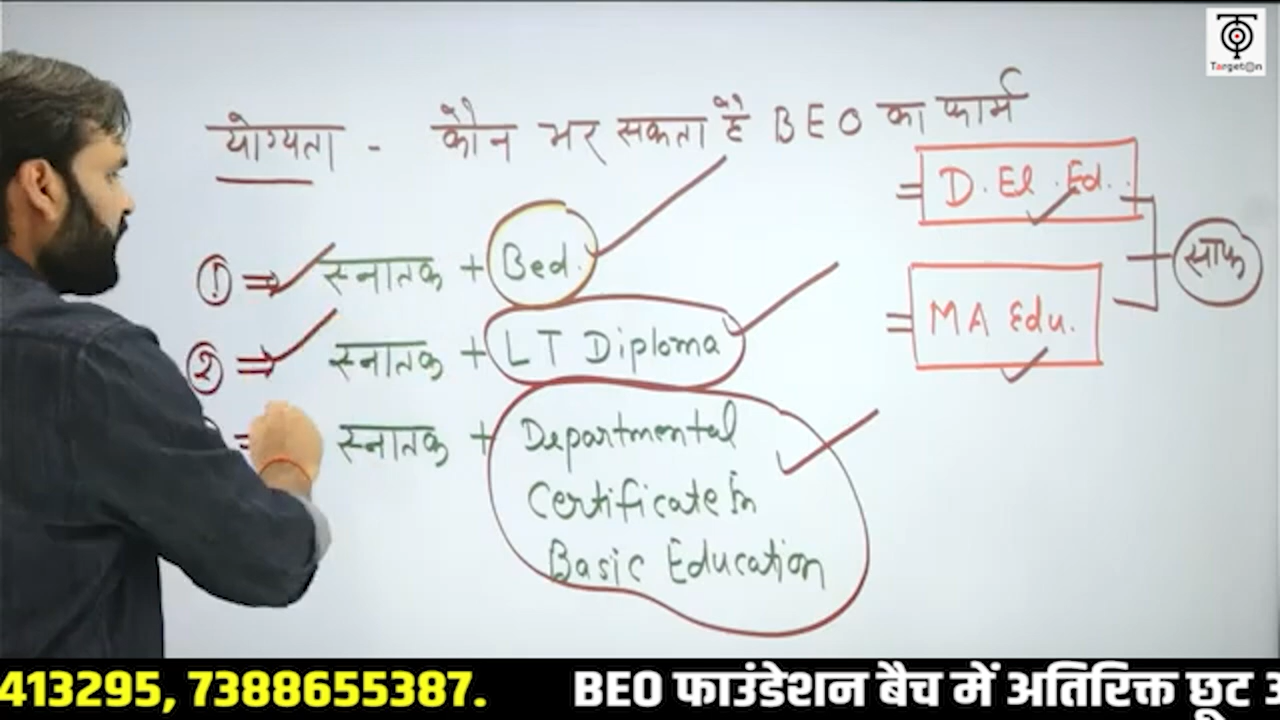 TargetOn
योग्यता - कौन भर सकता है BEO का फार्म
= D. El. Ed.
① ⇒ स्नातक + Bed.
साफ
= MA Edu.
② ⇒ स्नातक + LT Diploma
स्नातक + Departmental
Certificate In
Basic Education
413295, 7388655387. BEO फाउंडेशन बैच में अतिरिक्त छूट